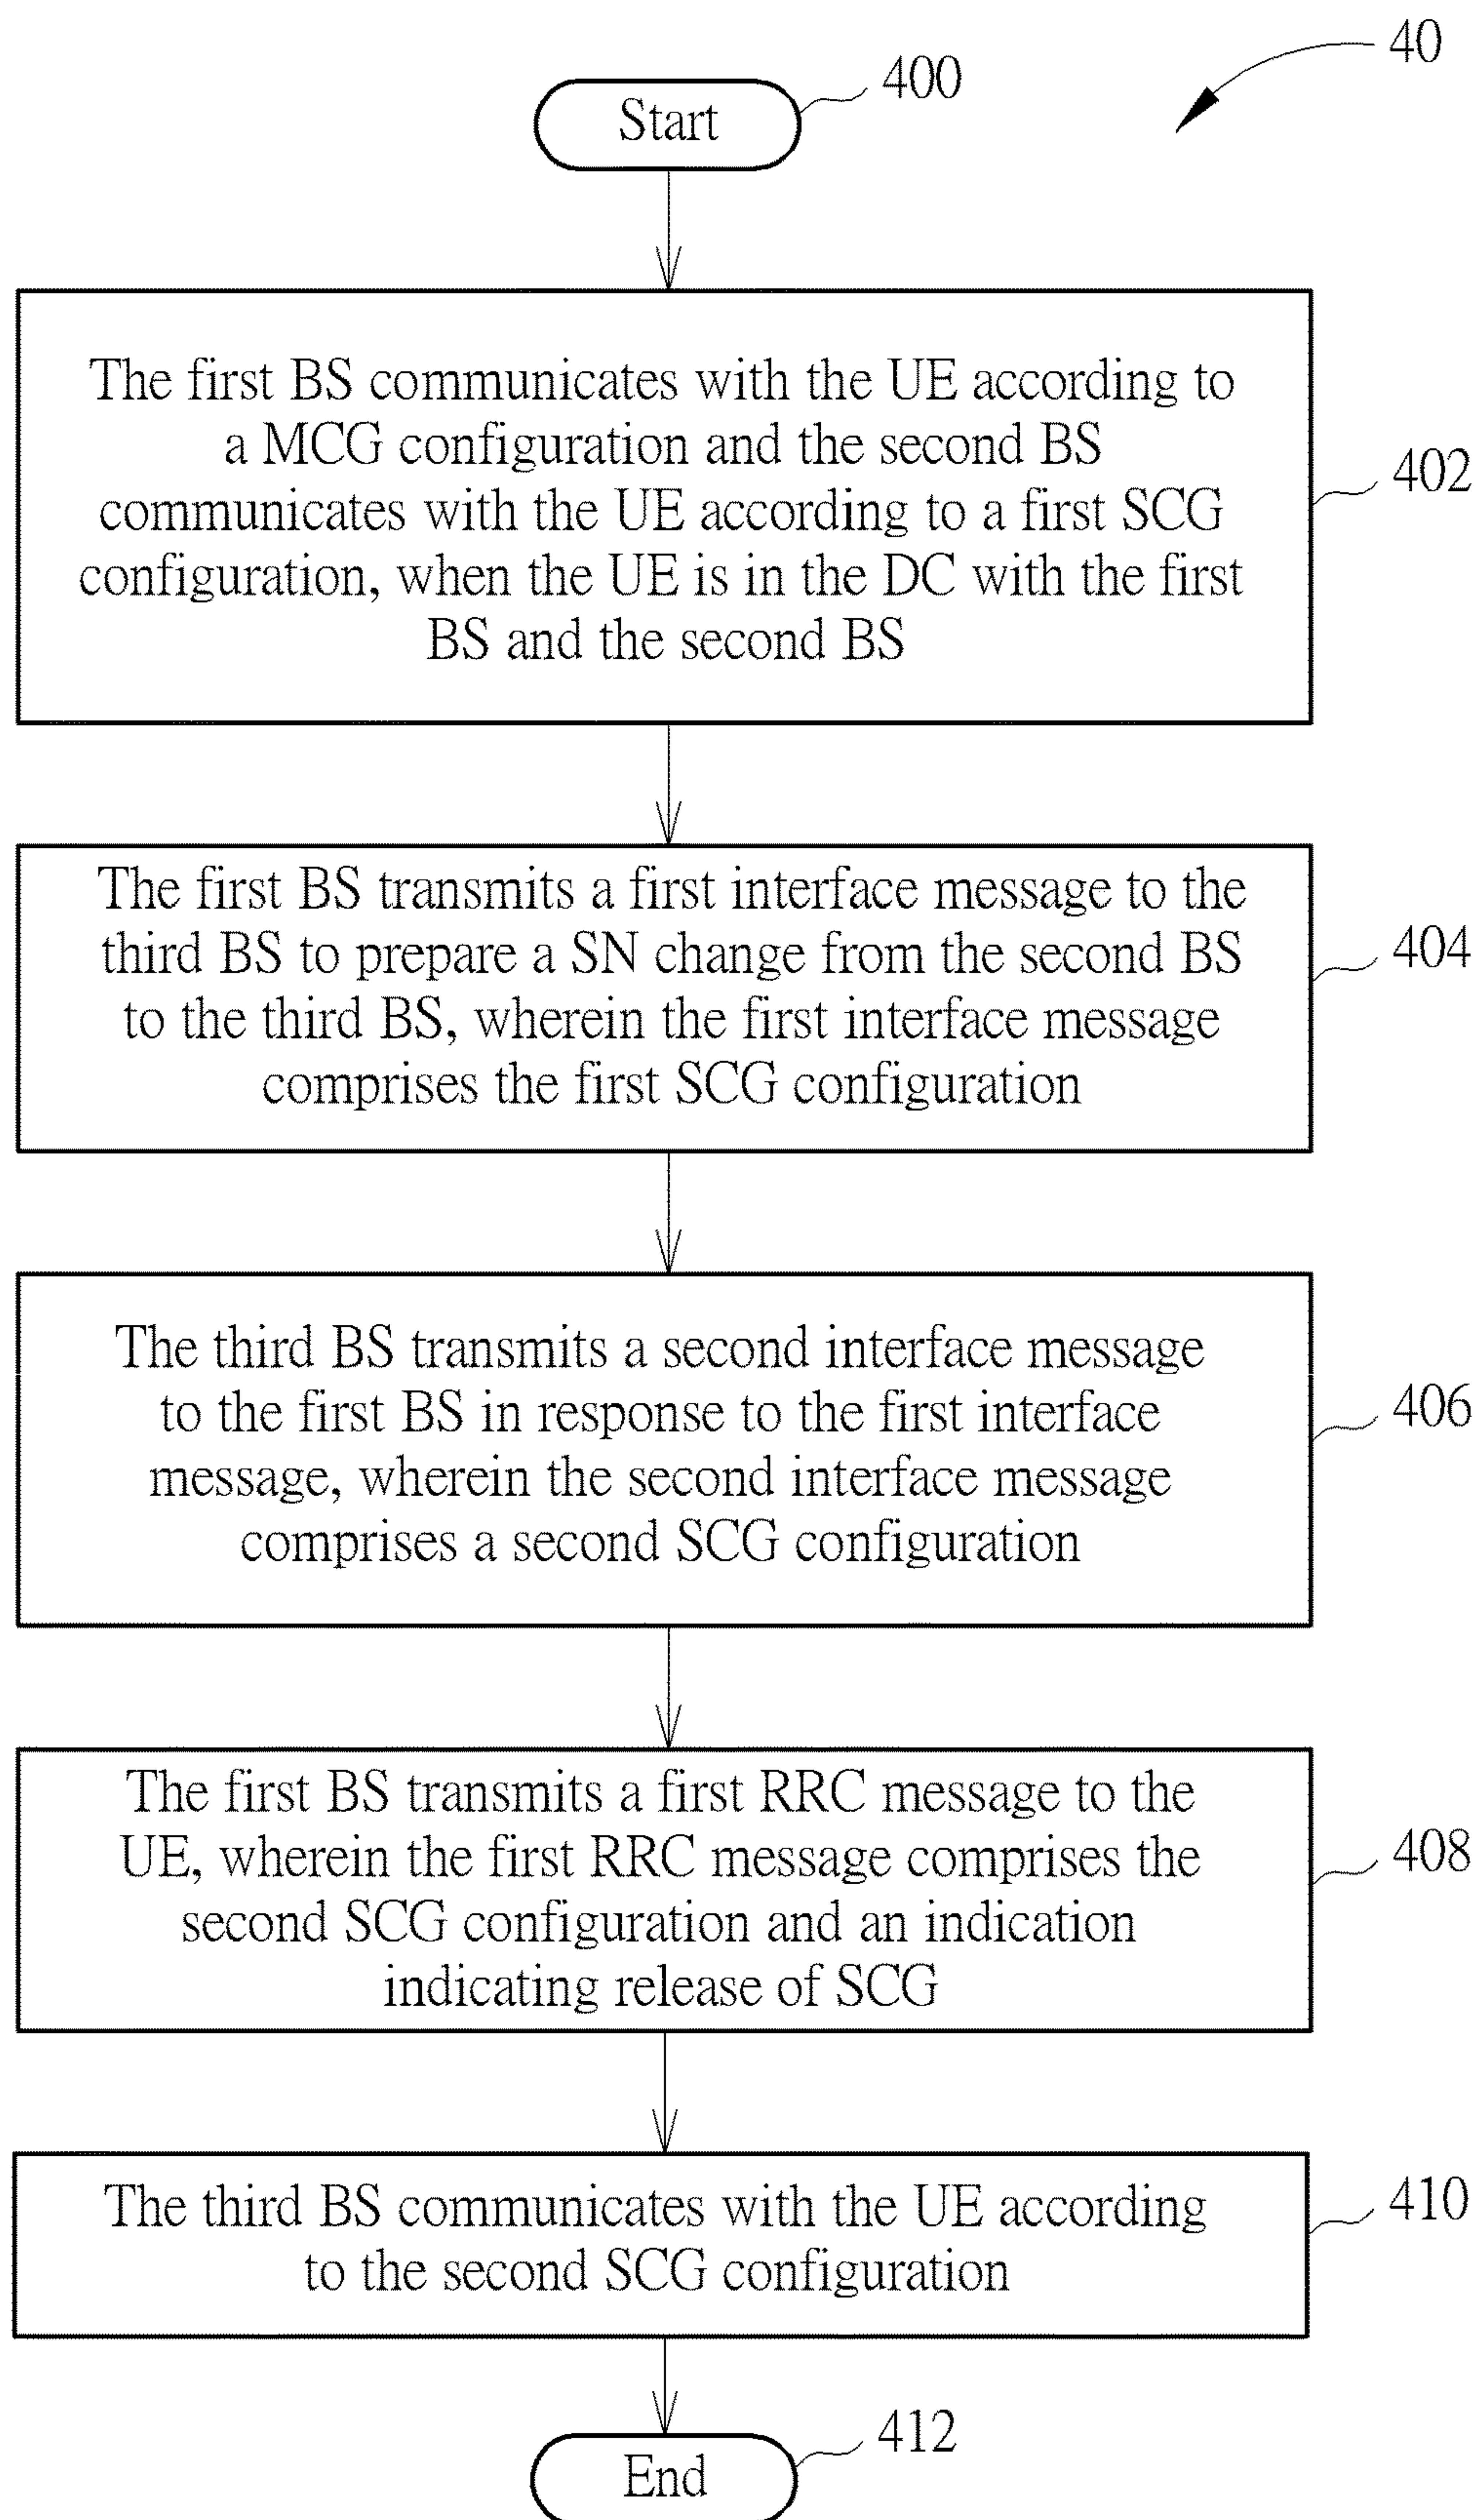 40
Start
400
The first BS communicates with the UE according to
a MCG configuration and the second BS
communicates with the UE according to a first SCG
configuration, when the UE is in the DC with the first
BS and the second BS
402
The first BS transmits a first interface message to the
third BS to prepare a SN change from the second BS
to the third BS, wherein the first interface message
comprises the first SCG configuration
404
The third BS transmits a second interface message
to the first BS in response to the first interface
message, wherein the second interface message
comprises a second SCG configuration
406
The first BS transmits a first RRC message to the
UE, wherein the first RRC message comprises the
second SCG configuration and an indication
indicating release of SCG
408
The third BS communicates with the UE according
to the second SCG configuration
410
End
412